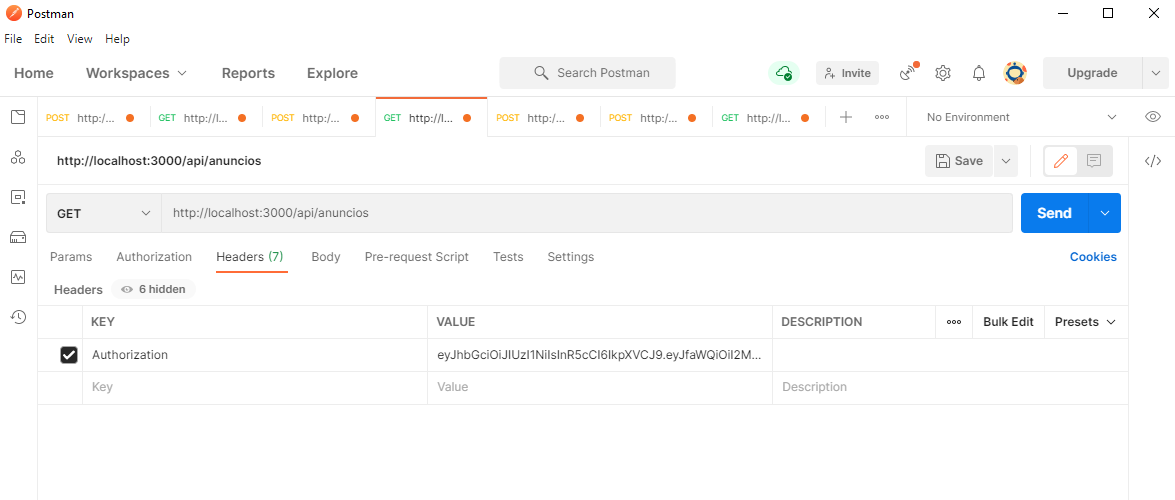 Postman
File Edit View Help
Home Workspaces Reports Explore Search Postman Invite Upgrade
POST http:/... GET http://l... POST http:/... GET http://l... POST http:/... POST http:/... GET http://l... No Environment
http://localhost:3000/api/anuncios Save
GET http://localhost:3000/api/anuncios Send
Params Authorization Headers (7) Body Pre-request Script Tests Settings Cookies
Headers 6 hidden
KEY VALUE DESCRIPTION Bulk Edit Presets
Authorization eyJhbGciOiJIUzI1NiIsInR5cCI6IkpXVCJ9.eyJfaWQiOiI2M...
Key Value Description